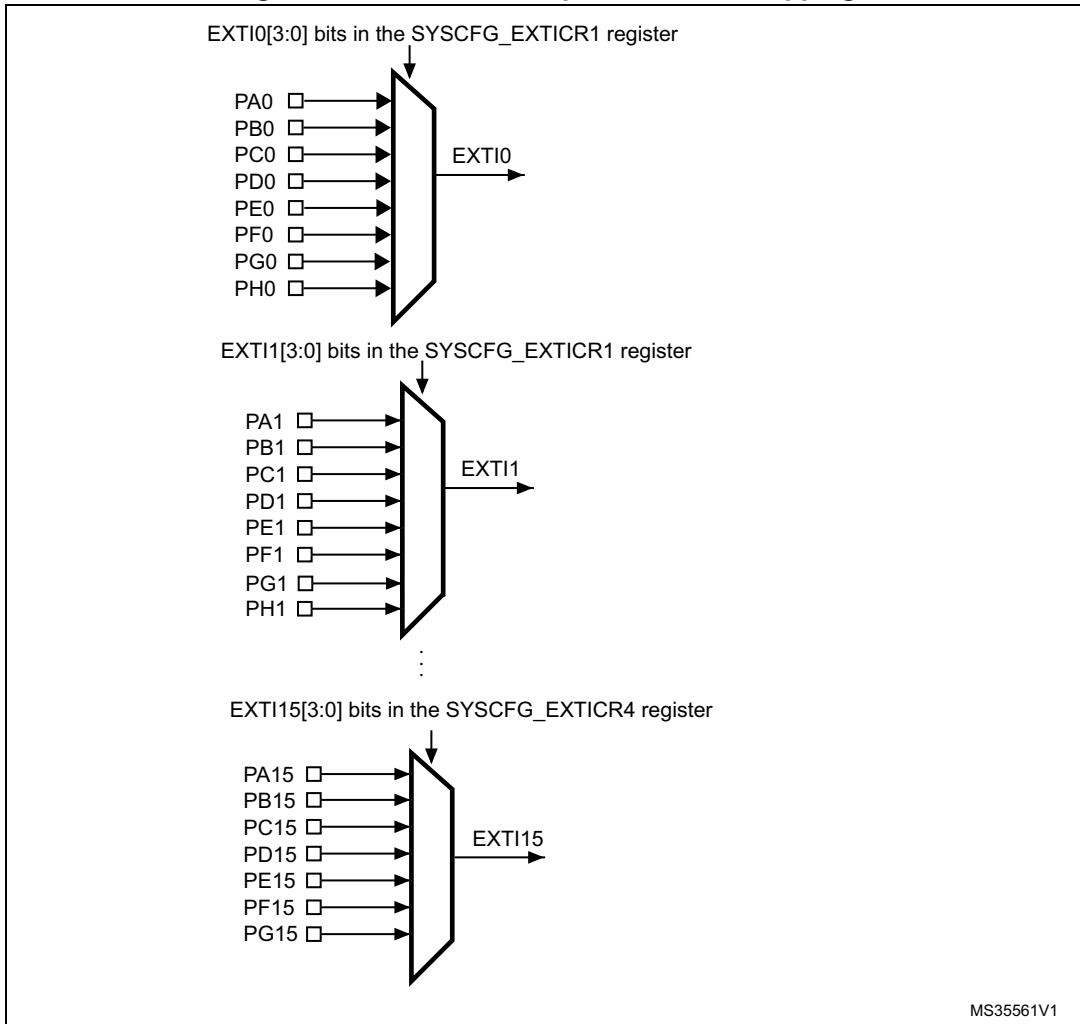 EXTI0[3:0] bits in the SYSCFG_EXTICR1 register
PA0
PB0
PC0
EXTI0
PD0
PE0
PF0
PG0
PH0
EXTI1[3:0] bits in the SYSCFG_EXTICR1 register
PA1
PB1
PC1
EXTI1
PD1
PE1
PF1
PG1
PH1
EXTI15[3:0] bits in the SYSCFG_EXTICR4 register
PA15
PB15
PC15
EXTI15
PD15
PE15
PF15
PG15
MS35561V1